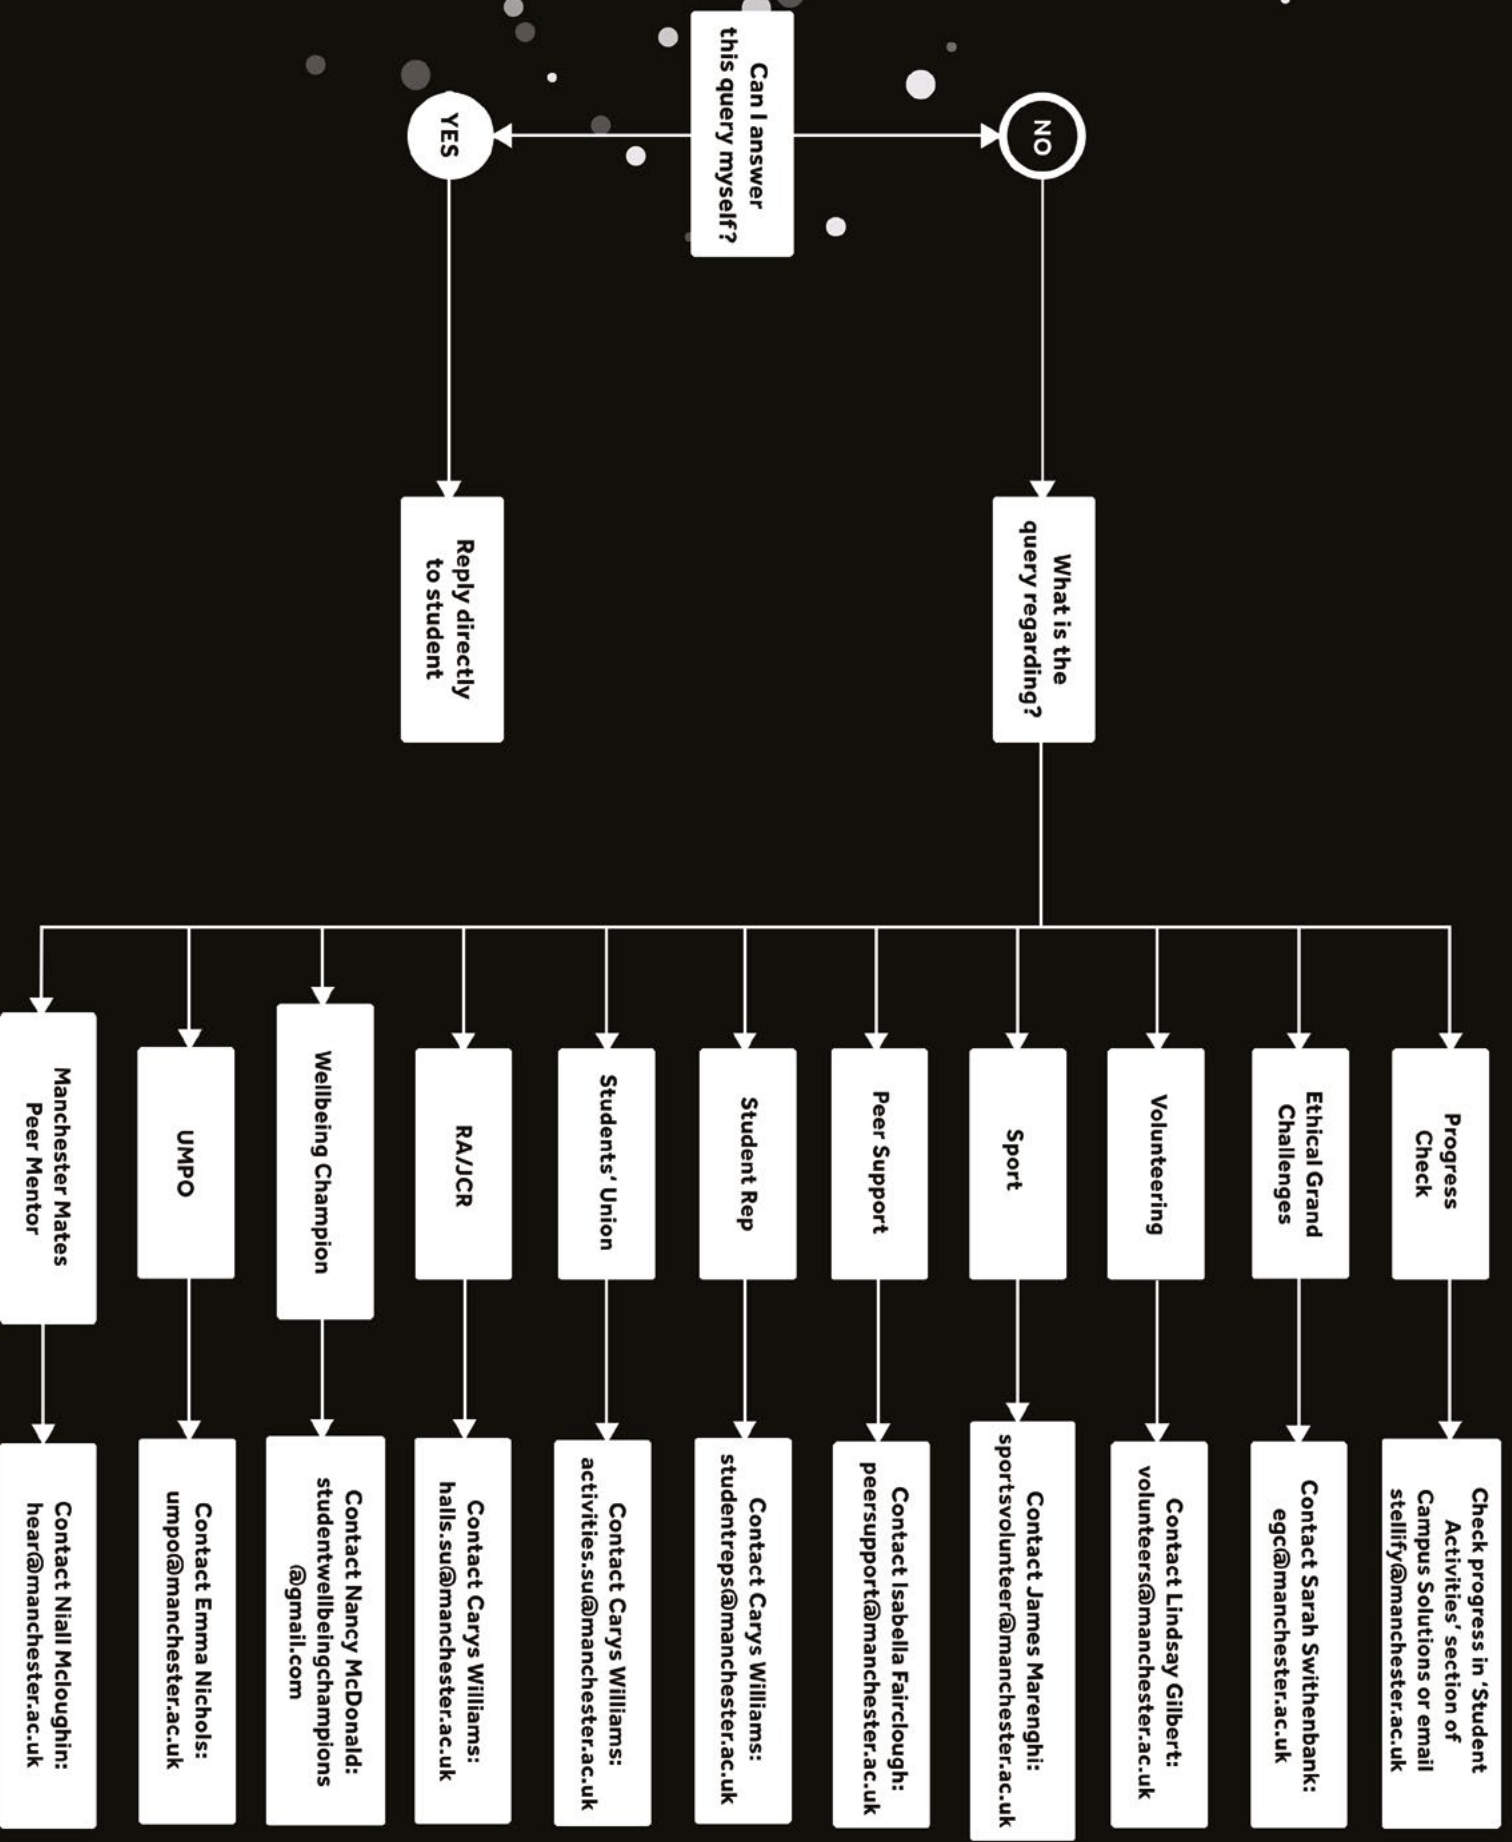 Can I answer
this query myself?
NO
YES
What is the
query regarding?
Reply directly
to student
Progress
Check
Check progress in ‘Student
Activities’ section of
Campus Solutions or email
stellify@manchester.ac.uk
Ethical Grand
Challenges
Contact Sarah Swithenbank:
egc@manchester.ac.uk
Volunteering
Contact Lindsay Gilbert:
volunteers@manchester.ac.uk
Sport
Contact James Marenghi:
sportsvolunteer@manchester.ac.uk
Peer Support
Contact Isabella Fairclough:
peersupport@manchester.ac.uk
Student Rep
Contact Carys Williams:
studentreps@manchester.ac.uk
Students’ Union
Contact Carys Williams:
activities.su@manchester.ac.uk
RA/JCR
Contact Carys Williams:
halls.su@manchester.ac.uk
Wellbeing Champion
Contact Nancy McDonald:
studentwellbeingchampions
@gmail.com
UMPO
Contact Emma Nichols:
umpo@manchester.ac.uk
Manchester Mates
Peer Mentor
Contact Niall Mcloughin:
hear@manchester.ac.uk